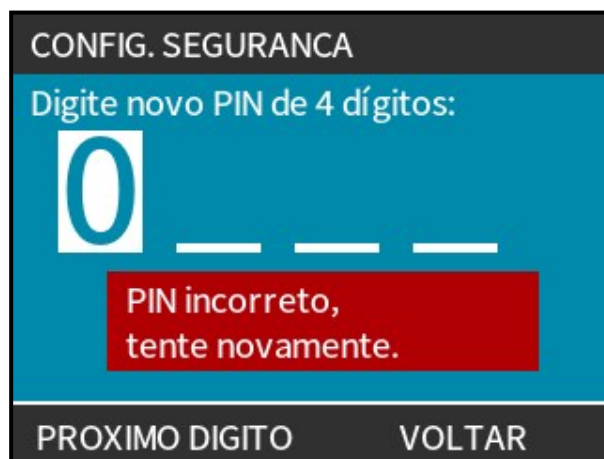 CONFIG. SEGURANCA
Digite novo PIN de 4 dígitos:
0 _ _ _
PIN incorreto,
tente novamente.
PROXIMO DIGITO VOLTAR